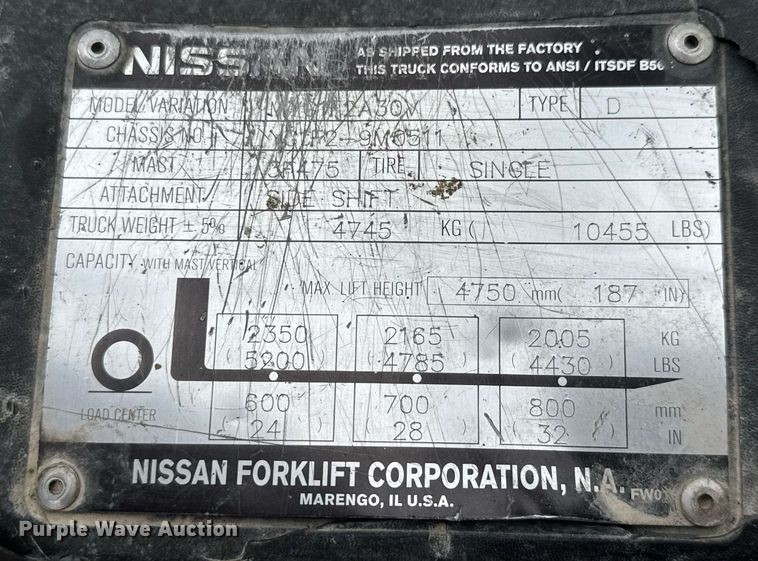 NISSAN
AS SHIPPED FROM THE FACTORY
THIS TRUCK CONFORMS TO ANSI / ITSDF B56
MODEL VARIATION TYPE D
CHASSIS NO.
MAST 3F475 TIRE SINGLE
ATTACHMENT SIDE SHIFT
TRUCK WEIGHT ± 5% 4745 KG ( 10455 LBS)
CAPACITY WITH MAST VERTICAL
MAX LIFT HEIGHT 4750 mm( 187 IN)
2350 2165 2005 KG
( 5200 ) ( 4785 ) ( 4430 ) LBS
600 700 800 mm
( 24 ) ( 28 ) ( 32 ) IN
LOAD CENTER
NISSAN FORKLIFT CORPORATION, N.A.
MARENGO, IL U.S.A.
Purple Wave Auction